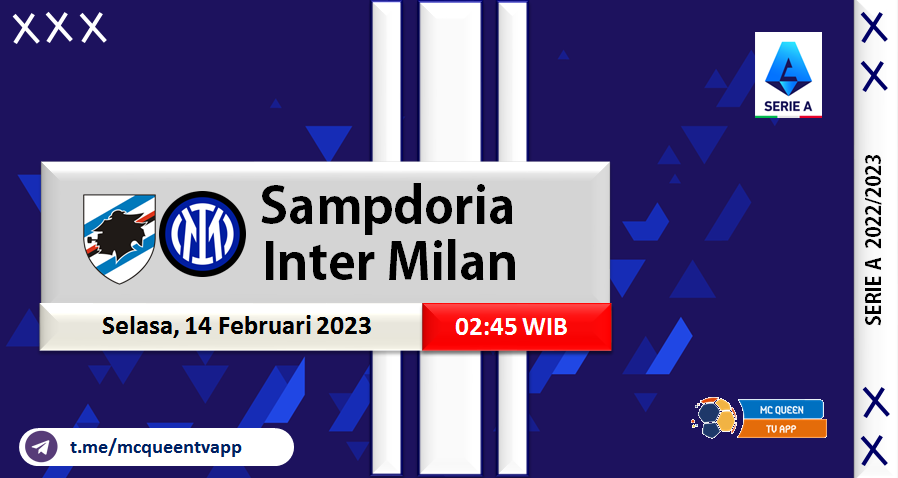 XXX
SERIE A
Sampdoria
Inter Milan
Selasa, 14 Februari 2023
02:45 WIB
t.me/mcqueentvapp
MC QUEEN
TV APP
X
X
SERIE A 2022/2023
X
X